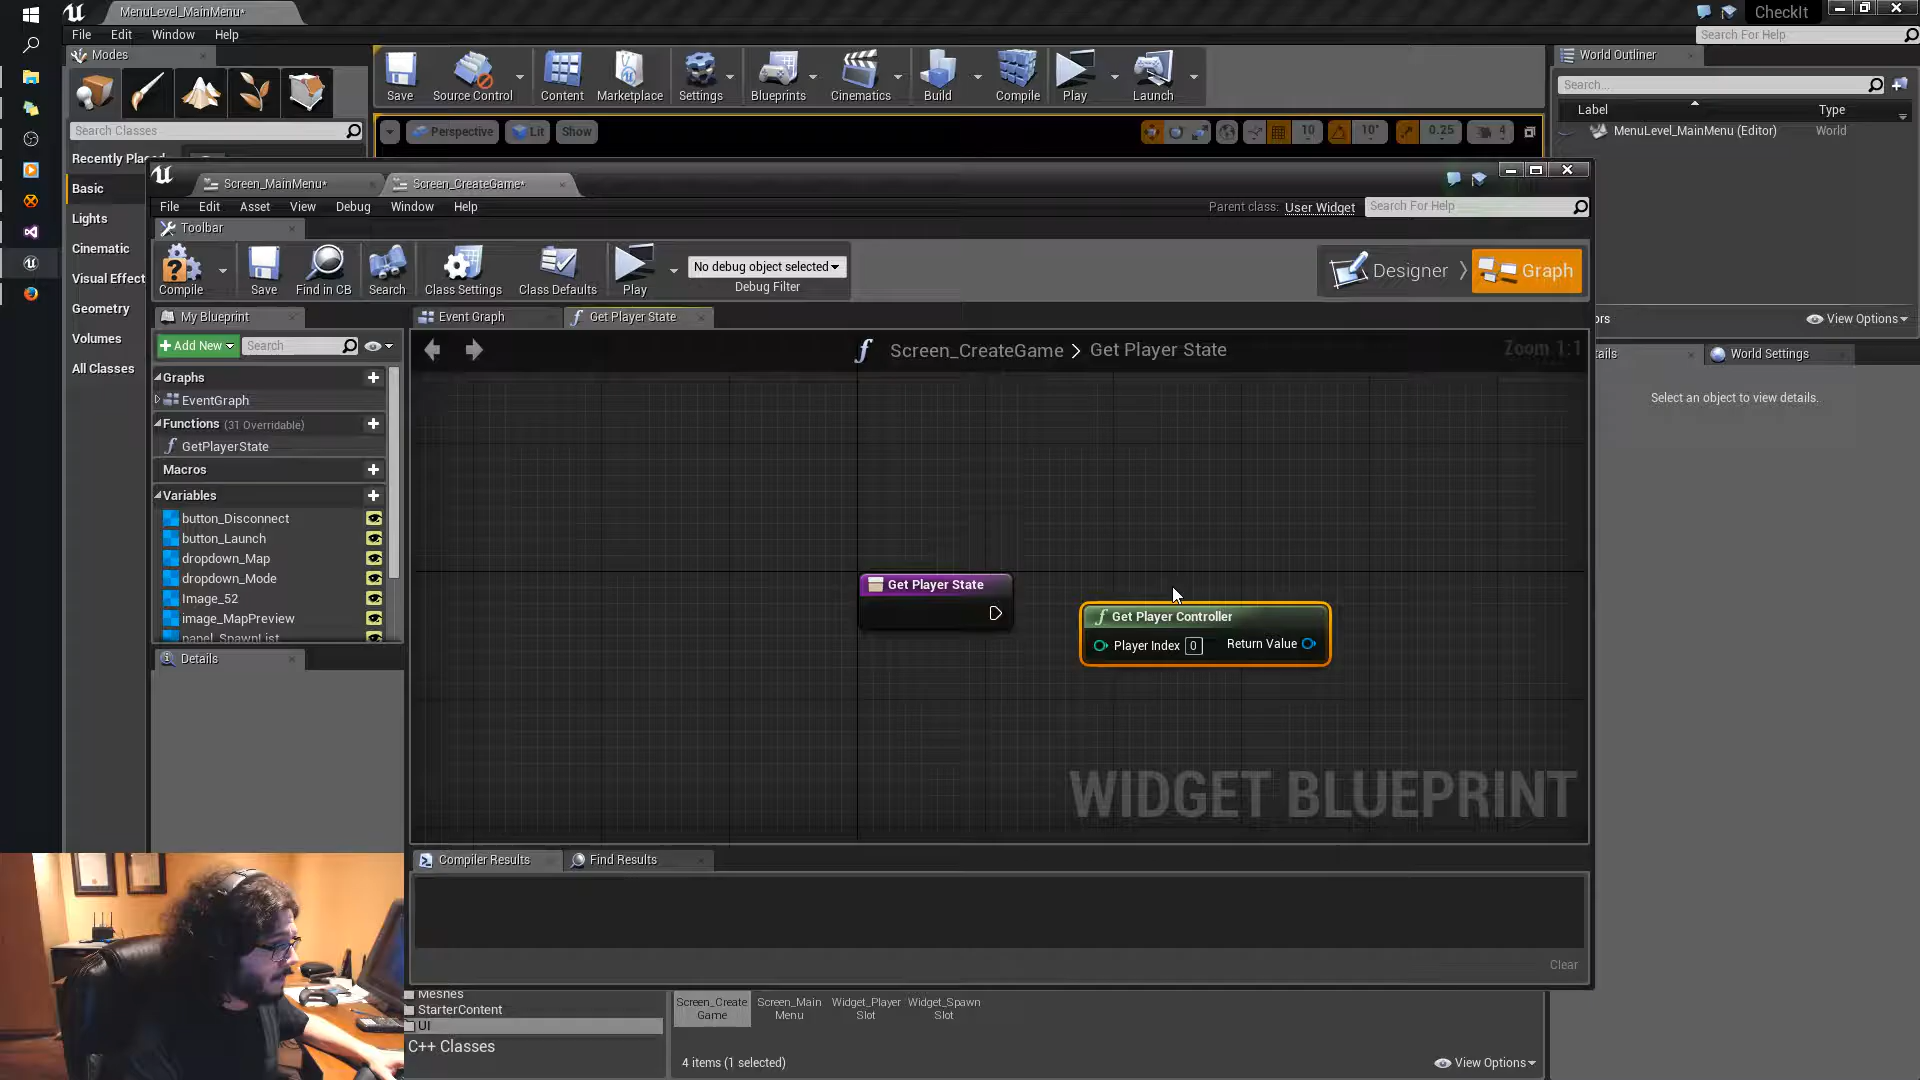 MenuLevel_MainMenu*
CheckIt
File Edit Window Help
Search For Help
Modes
World Outliner
Search Classes
Save Source Control Content Marketplace Settings Blueprints Cinematics Build Compile Play Launch
Search...
Label Type
MenuLevel_MainMenu (Editor) World
Perspective Lit Show
10 10° 0.25 4
Recently Placed
Basic
Lights
Cinematic
Visual Effect
Geometry
Volumes
All Classes
Screen_MainMenu* Screen_CreateGame*
File Edit Asset View Debug Window Help
Parent class: User Widget Search For Help
Toolbar
Compile Save Find in CB Search Class Settings Class Defaults Play
No debug object selected
Debug Filter
Designer Graph
View Options
World Settings
Select an object to view details.
My Blueprint
Event Graph Get Player State
+ Add New Search
Screen_CreateGame > Get Player State
Zoom 1:1
Graphs
EventGraph
Functions (31 Overridable)
GetPlayerState
Macros
Variables
button_Disconnect
button_Launch
dropdown_Map
dropdown_Mode
Image_52
image_MapPreview
panel_SpawnList
Details
Get Player State
Get Player Controller
Player Index 0 Return Value
WIDGET BLUEPRINT
Compiler Results Find Results
Clear
Meshes
StarterContent
UI
C++ Classes
Screen_Create
Game
Screen_Main
Menu
Widget_Player
Slot
Widget_Spawn
Slot
4 items (1 selected)
View Options